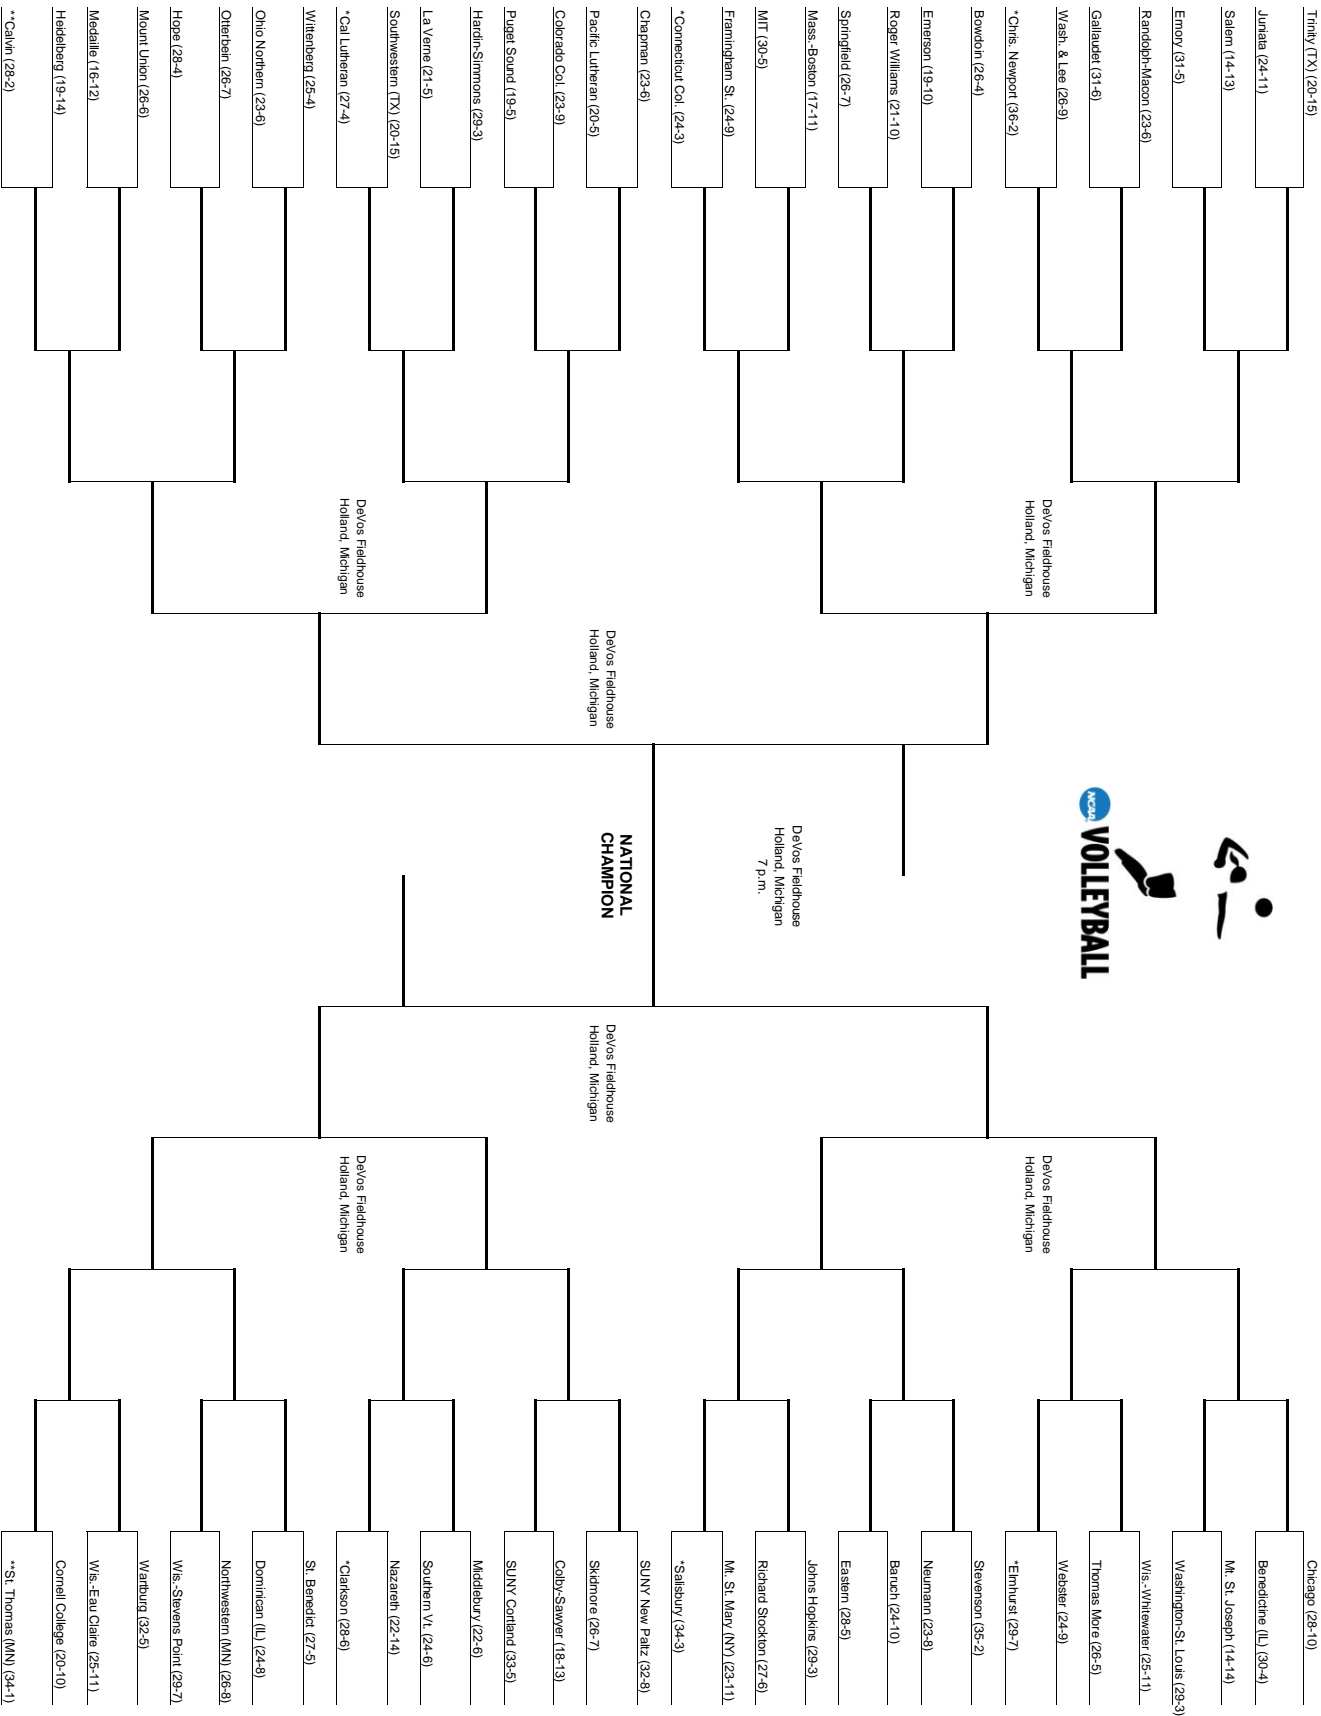 Trinity (TX) (20-15)
Juniata (24-11)
Salem (14-13)
Emory (31-5)
Randolph-Macon (23-6)
Gallaudet (31-6)
Wash. & Lee (26-9)
*Chris. Newport (36-2)
Bowdoin (26-4)
Emerson (19-10)
Roger Williams (21-10)
Springfield (26-7)
Mass.-Boston (17-11)
MIT (30-5)
Framingham St. (24-9)
*Connecticut Col. (24-3)
Chapman (23-6)
Pacific Lutheran (20-5)
Colorado Col. (23-9)
Puget Sound (19-5)
Hardin-Simmons (29-3)
La Verne (21-5)
Southwestern (TX) (20-15)
*Cal Lutheran (27-4)
Wittenberg (25-4)
Ohio Northern (23-6)
Otterbein (26-7)
Hope (28-4)
Mount Union (26-6)
Medaille (16-12)
Heidelberg (19-14)
**Calvin (28-2)
DeVos Fieldhouse
Holland, Michigan
DeVos Fieldhouse
Holland, Michigan
DeVos Fieldhouse
Holland, Michigan
NCAA VOLLEYBALL
DeVos Fieldhouse
Holland, Michigan
7 p.m.
NATIONAL
CHAMPION
DeVos Fieldhouse
Holland, Michigan
DeVos Fieldhouse
Holland, Michigan
DeVos Fieldhouse
Holland, Michigan
Chicago (28-10)
Benedictine (IL) (30-4)
Mt. St. Joseph (14-14)
Washington-St. Louis (29-3)
Wis.- Whitewater (25-11)
Thomas More (26-5)
Webster (24-9)
*Elmhurst (29-7)
Stevenson (35-2)
Neumann (23-8)
Baruch (24-10)
Eastern (28-5)
Johns Hopkins (29-3)
Richard Stockton (27-6)
Mt. St. Mary (NY) (23-11)
*Salisbury (34-3)
SUNY New Paltz (32-8)
Skidmore (26-7)
Colby-Sawyer (18-13)
SUNY Cortland (33-5)
Middlebury (22-6)
Southern Vt. (24-6)
Nazareth (22-14)
*Clarkson (28-6)
St. Benedict (27-5)
Dominican (IL) (24-8)
Northwestern (MN) (26-8)
Wis.-Stevens Point (29-7)
Wartburg (32-5)
Wis.-Eau Claire (25-11)
Cornell College (20-10)
**St. Thomas (MN) (34-1)